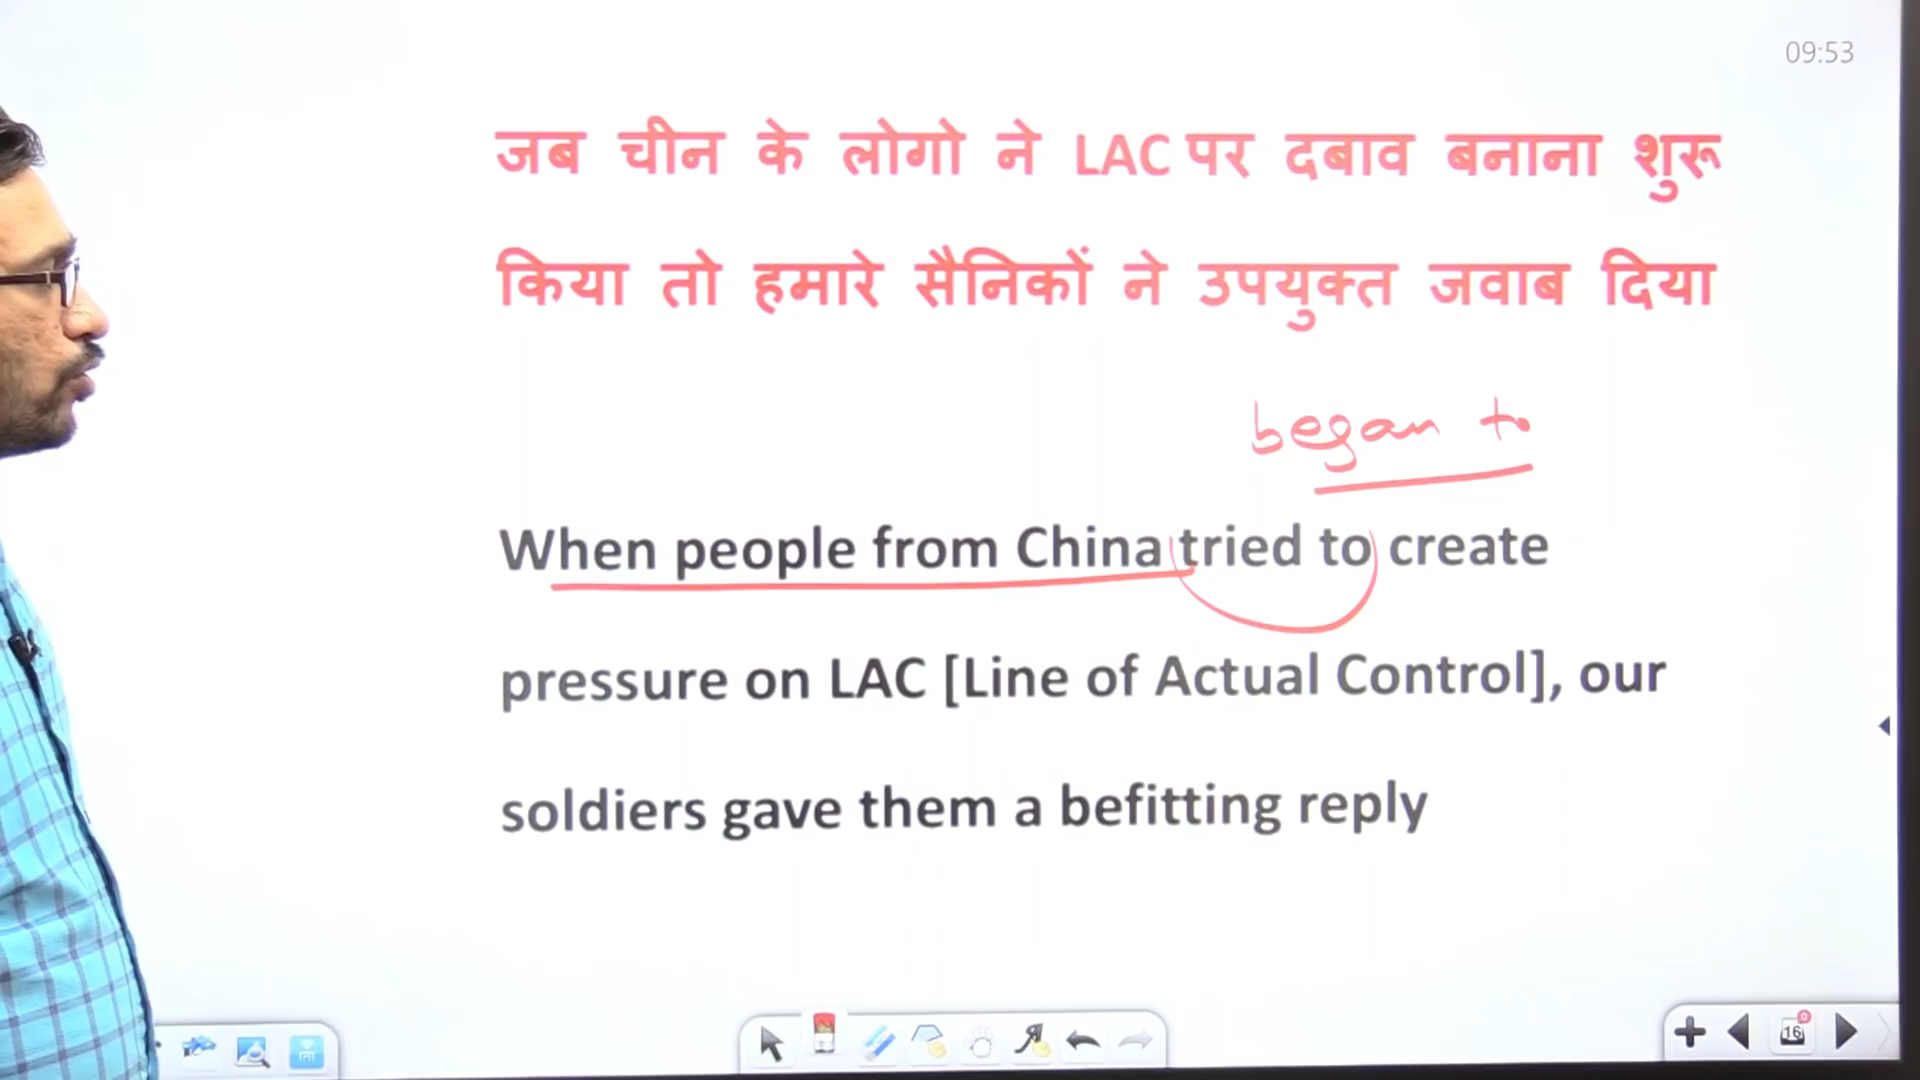 09:53
जब चीन के लोगो ने LAC पर दबाव बनाना शुरू
किया तो हमारे सैनिकों ने उपयुक्त जवाब दिया
began to
When people from China tried to create
pressure on LAC [Line of Actual Control], our
soldiers gave them a befitting reply
16
0